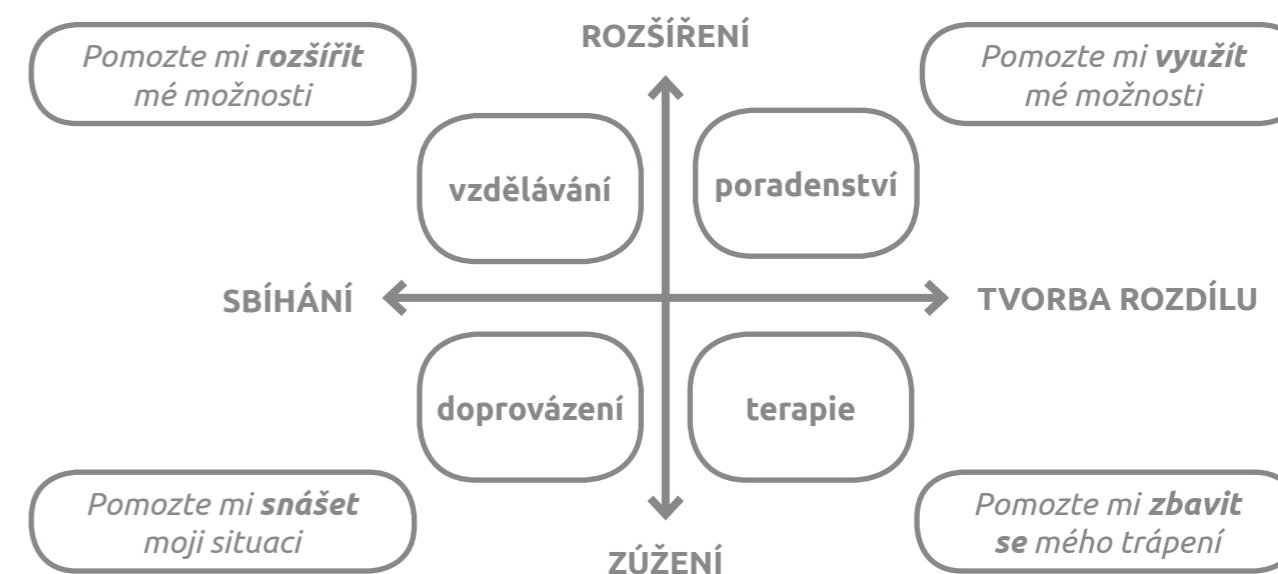 ROZŠÍŘENÍ
Pomozte mi rozšířit
mé možnosti
Pomozte mi využít
mé možnosti
vzdělávání
poradenství
SBÍHÁNÍ
TVORBA ROZDÍLU
doprovázení
terapie
Pomozte mi snášet
moji situaci
Pomozte mi zbavit
se mého trápení
ZÚŽENÍ